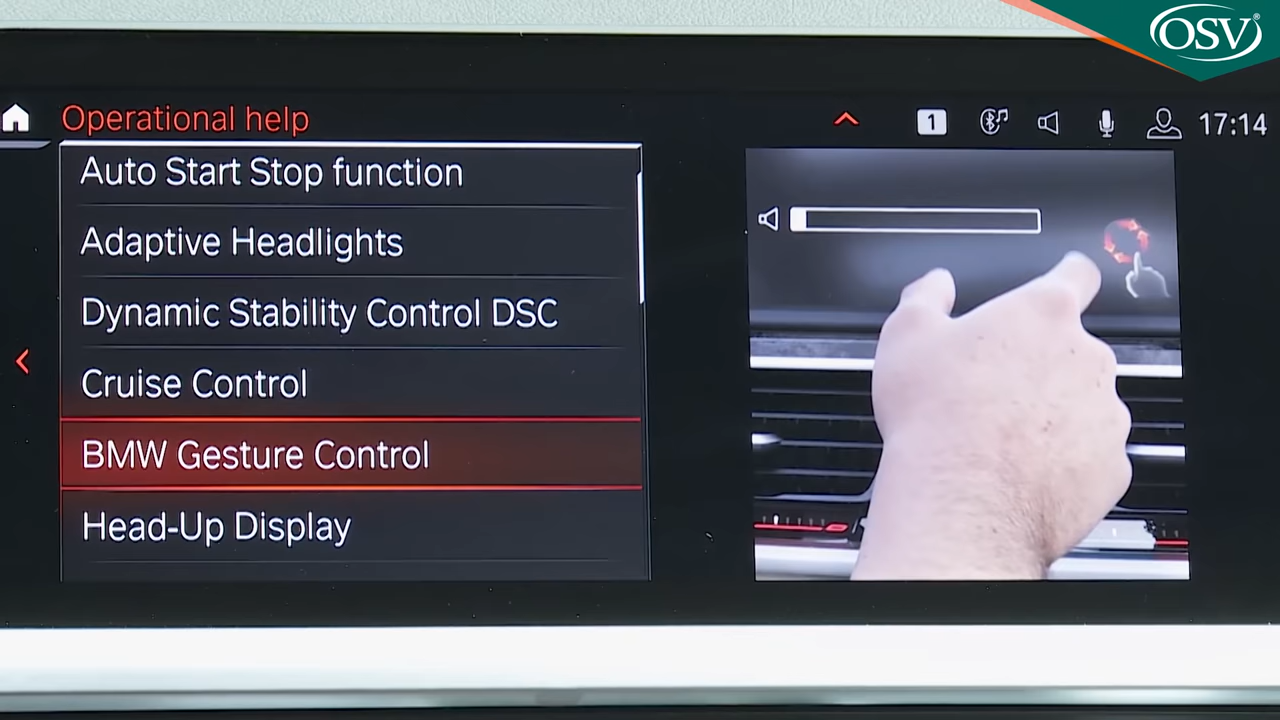 OSV®
Operational help
1
17:14
Auto Start Stop function
Adaptive Headlights
Dynamic Stability Control DSC
Cruise Control
BMW Gesture Control
Head-Up Display